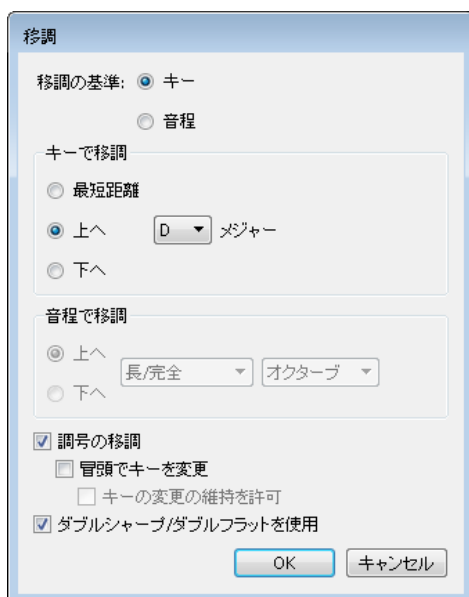 移調
移調の基準: キー
音程
キーで移調
最短距離
上へ D メジャー
下へ
音程で移調
上へ
長/完全 オクターブ
下へ
調号の移調
冒頭でキーを変更
キーの変更の維持を許可
ダブルシャープ/ダブルフラットを使用
OK キャンセル